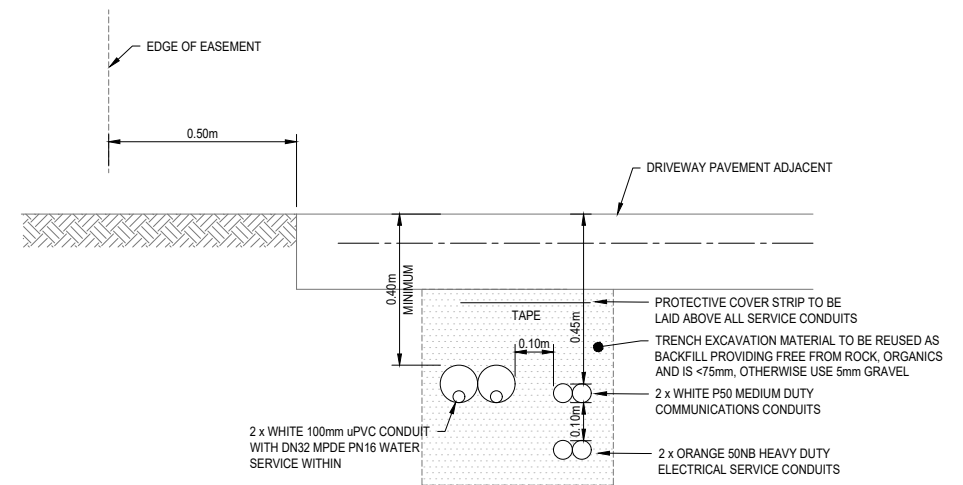 EDGE OF EASEMENT
0.50m
DRIVEWAY PAVEMENT ADJACENT
0.40m
MINIMUM
0.45m
PROTECTIVE COVER STRIP TO BE
LAID ABOVE ALL SERVICE CONDUITS
TAPE
TRENCH EXCAVATION MATERIAL TO BE REUSED AS
BACKFILL PROVIDING FREE FROM ROCK, ORGANICS
AND IS <75mm, OTHERWISE USE 5mm GRAVEL
0.10m
2 x WHITE P50 MEDIUM DUTY
COMMUNICATIONS CONDUITS
0.10m
2 x WHITE 100mm uPVC CONDUIT
WITH DN32 MPDE PN16 WATER
SERVICE WITHIN
2 x ORANGE 50NB HEAVY DUTY
ELECTRICAL SERVICE CONDUITS